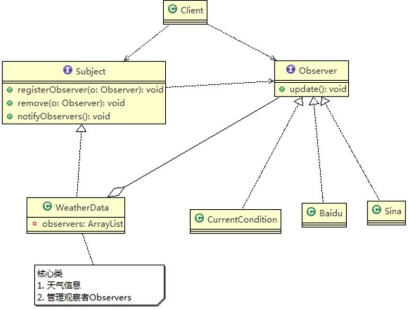 Client
Subject
registerObserver(o: Observer): void
remove(o: Observer): void
notifyObservers(): void
Observer
update(): void
WeatherData
observers: ArrayList
CurrentCondition
Baidu
Sina
核心类
1. 天气信息
2. 管理观察者Observers